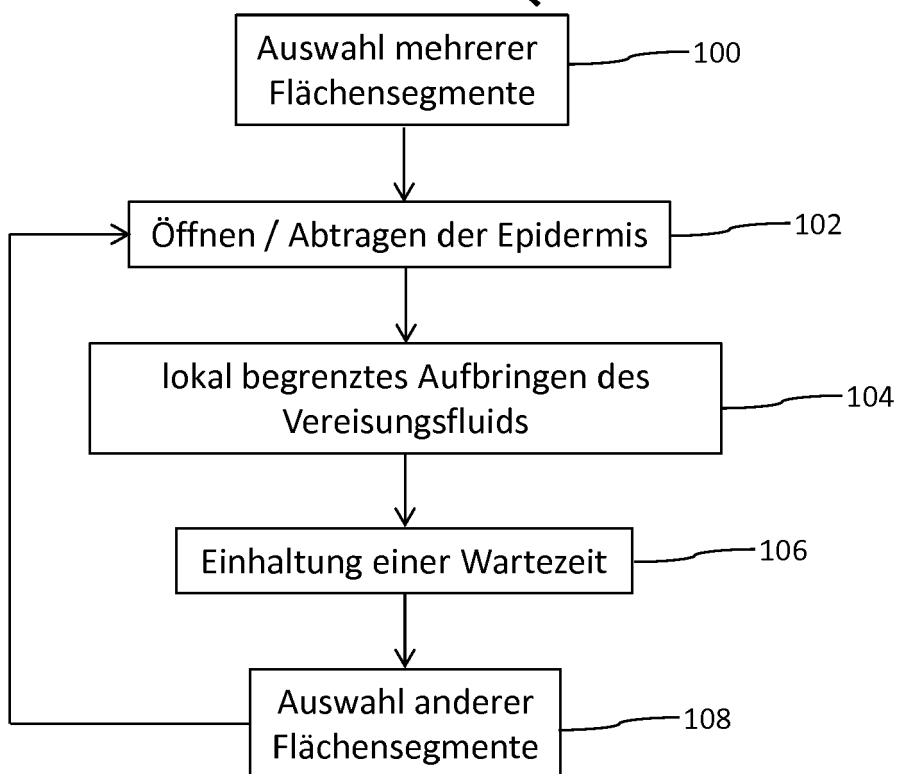 Auswahl mehrerer
Flächensegmente
100
Öffnen / Abtragen der Epidermis
102
lokal begrenztes Aufbringen des
Vereisungsfluids
104
Einhaltung einer Wartezeit
106
Auswahl anderer
Flächensegmente
108